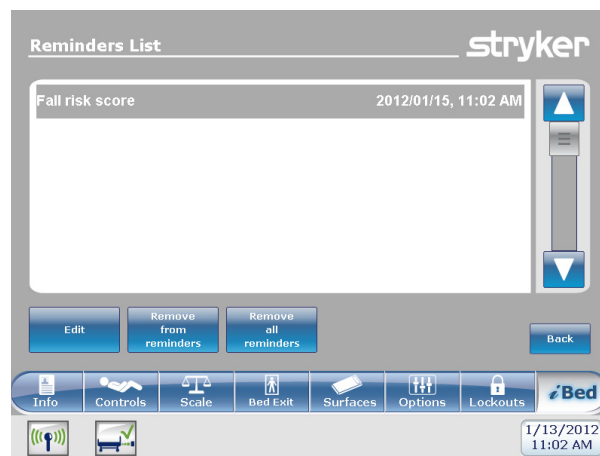 Reminders List
stryker
Fall risk score 2012/01/15, 11:02 AM
Edit
Remove
from
reminders
Remove
all
reminders
Back
Info Controls Scale Bed Exit Surfaces Options Lockouts iBed
1/13/2012
11:02 AM